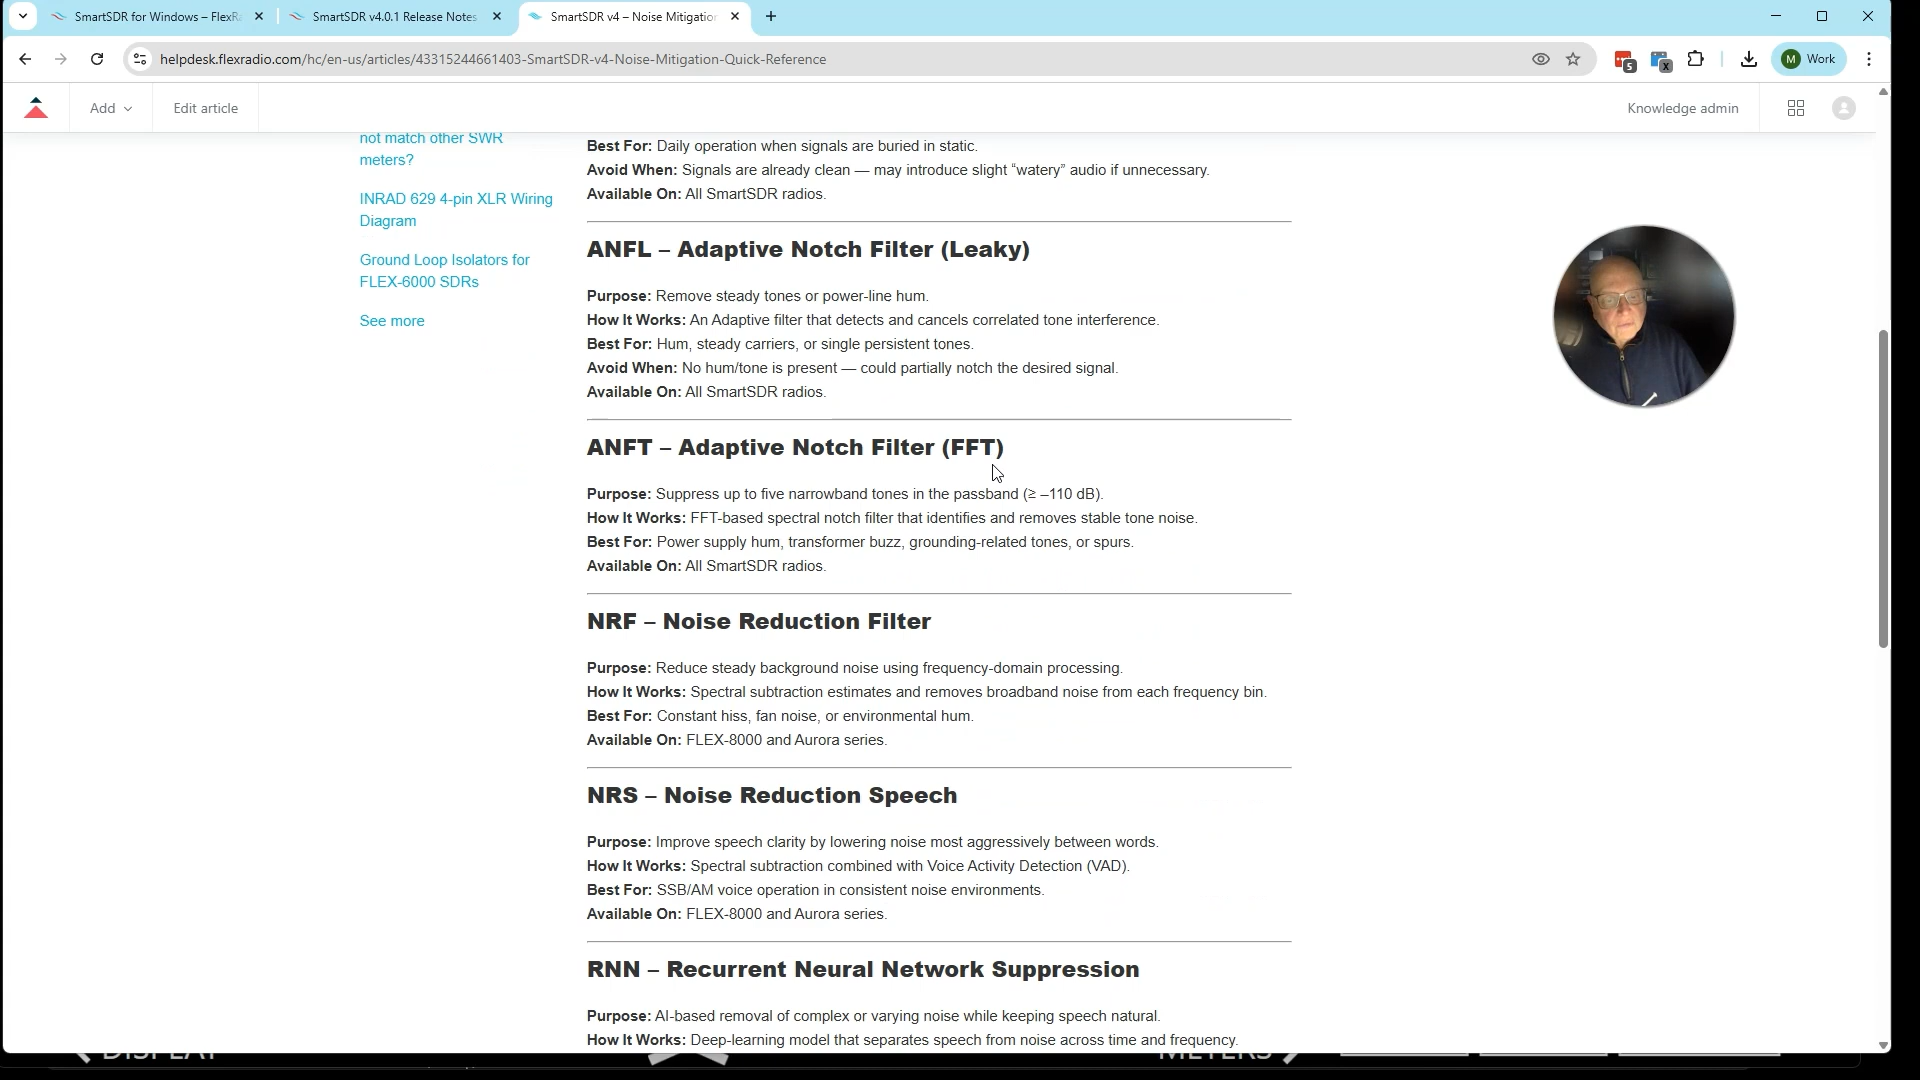 SmartSDR for Windows – FlexRa
SmartSDR v4.0.1 Release Notes
SmartSDR v4 – Noise Mitigation
helpdesk.flexradio.com/hc/en-us/articles/43315244661403-SmartSDR-v4-Noise-Mitigation-Quick-Reference
5
X
M
Work
Add
Edit article
Knowledge admin
not match other SWR
meters?
INRAD 629 4-pin XLR Wiring
Diagram
Ground Loop Isolators for
FLEX-6000 SDRs
See more
Best For: Daily operation when signals are buried in static.
Avoid When: Signals are already clean — may introduce slight “watery” audio if unnecessary.
Available On: All SmartSDR radios.
ANFL – Adaptive Notch Filter (Leaky)
Purpose: Remove steady tones or power-line hum.
How It Works: An Adaptive filter that detects and cancels correlated tone interference.
Best For: Hum, steady carriers, or single persistent tones.
Avoid When: No hum/tone is present — could partially notch the desired signal.
Available On: All SmartSDR radios.
ANFT – Adaptive Notch Filter (FFT)
Purpose: Suppress up to five narrowband tones in the passband (≥ –110 dB).
How It Works: FFT-based spectral notch filter that identifies and removes stable tone noise.
Best For: Power supply hum, transformer buzz, grounding-related tones, or spurs.
Available On: All SmartSDR radios.
NRF – Noise Reduction Filter
Purpose: Reduce steady background noise using frequency-domain processing.
How It Works: Spectral subtraction estimates and removes broadband noise from each frequency bin.
Best For: Constant hiss, fan noise, or environmental hum.
Available On: FLEX-8000 and Aurora series.
NRS – Noise Reduction Speech
Purpose: Improve speech clarity by lowering noise most aggressively between words.
How It Works: Spectral subtraction combined with Voice Activity Detection (VAD).
Best For: SSB/AM voice operation in consistent noise environments.
Available On: FLEX-8000 and Aurora series.
RNN – Recurrent Neural Network Suppression
Purpose: AI-based removal of complex or varying noise while keeping speech natural.
How It Works: Deep-learning model that separates speech from noise across time and frequency.
DISPLAY
METERS